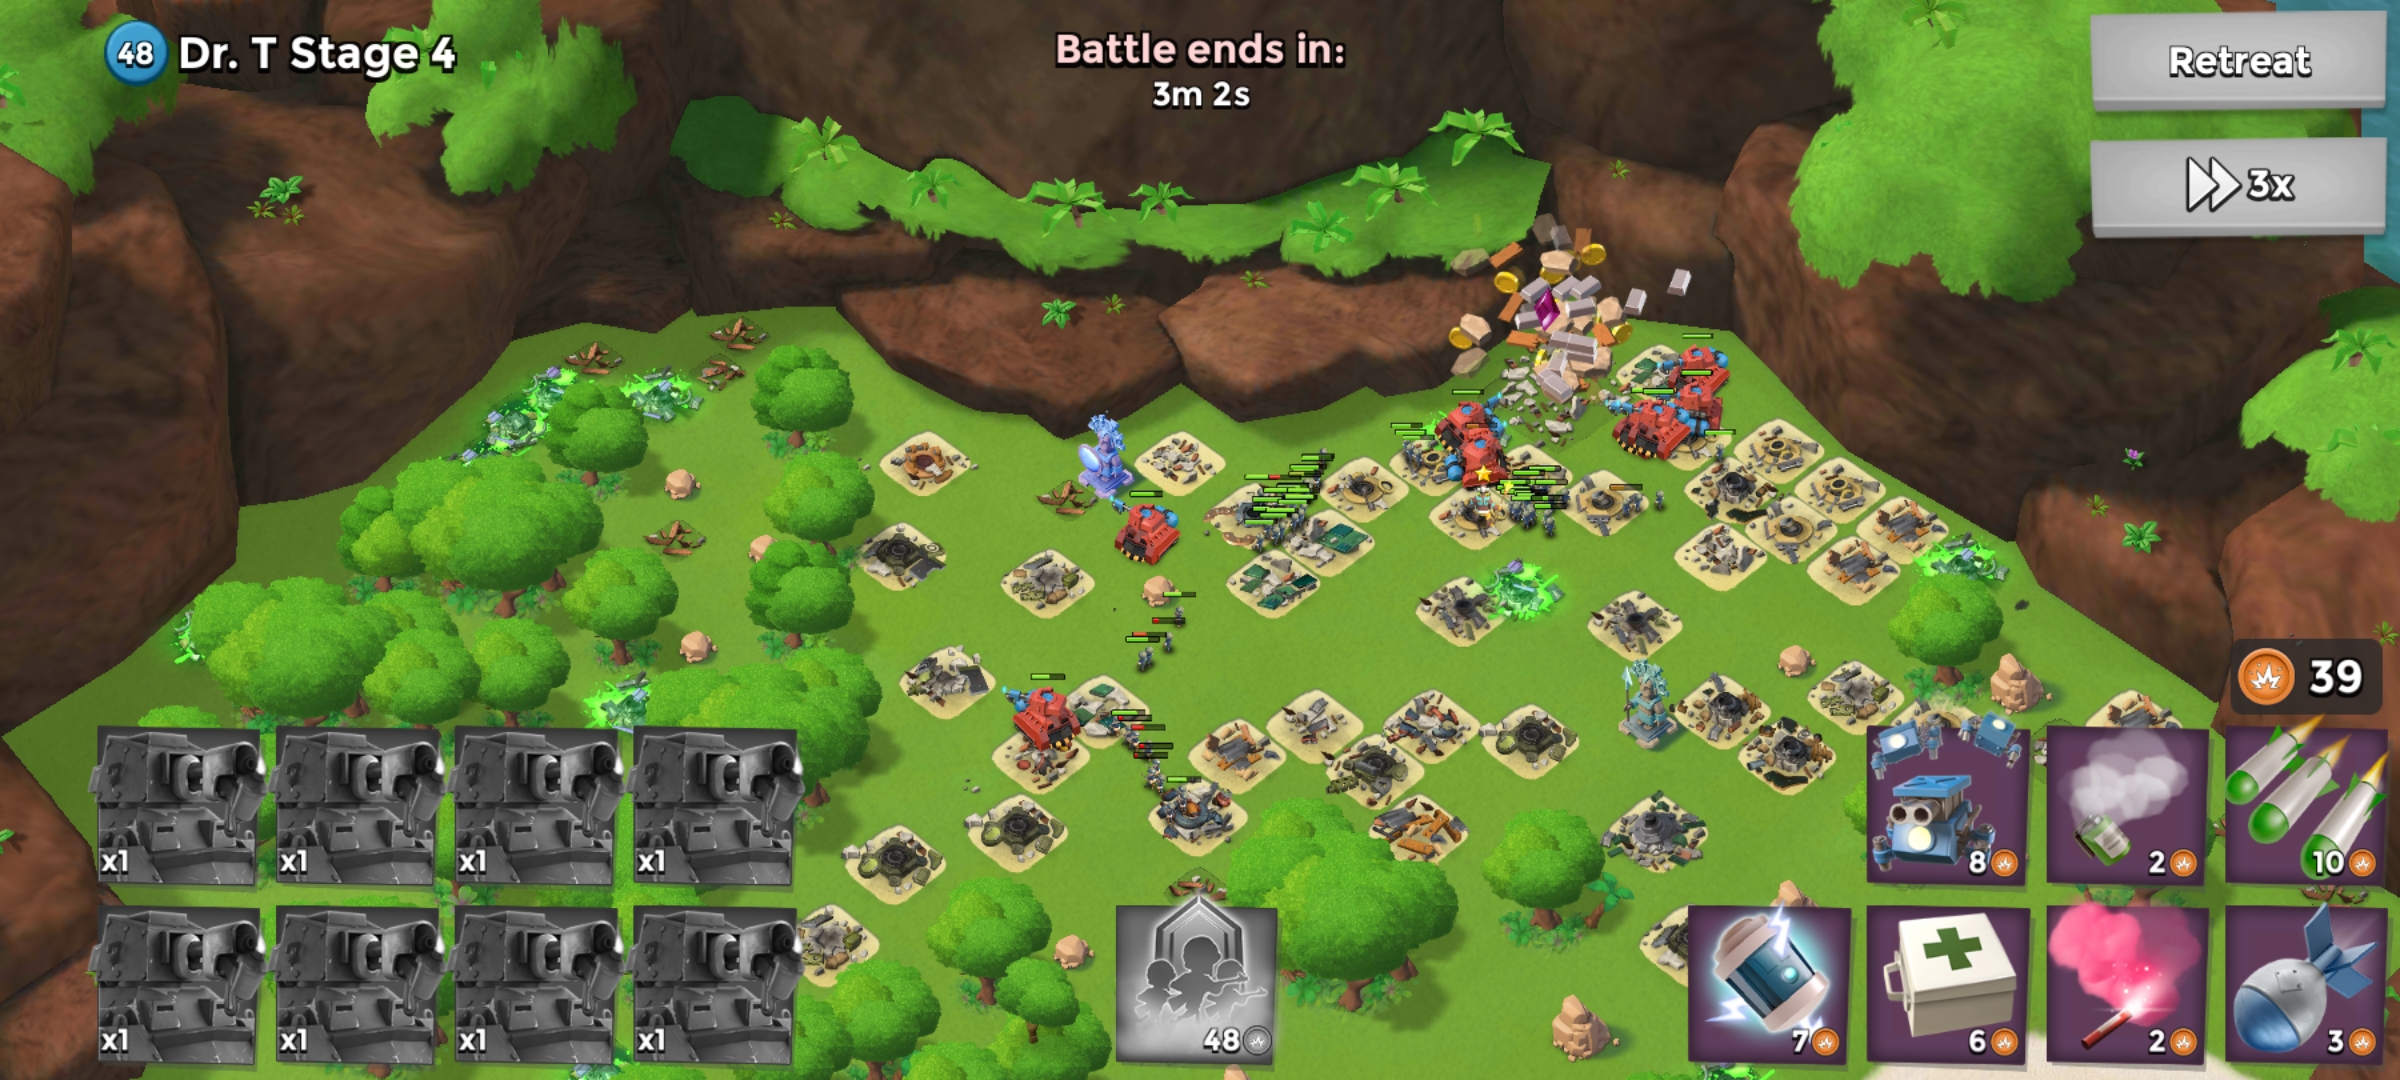 48 Dr. T Stage 4
Battle ends in:
3m 2s
Retreat
3x
39
8
2
10
x1
x1
x1
x1
x1
x1
x1
x1
48
7
6
2
3